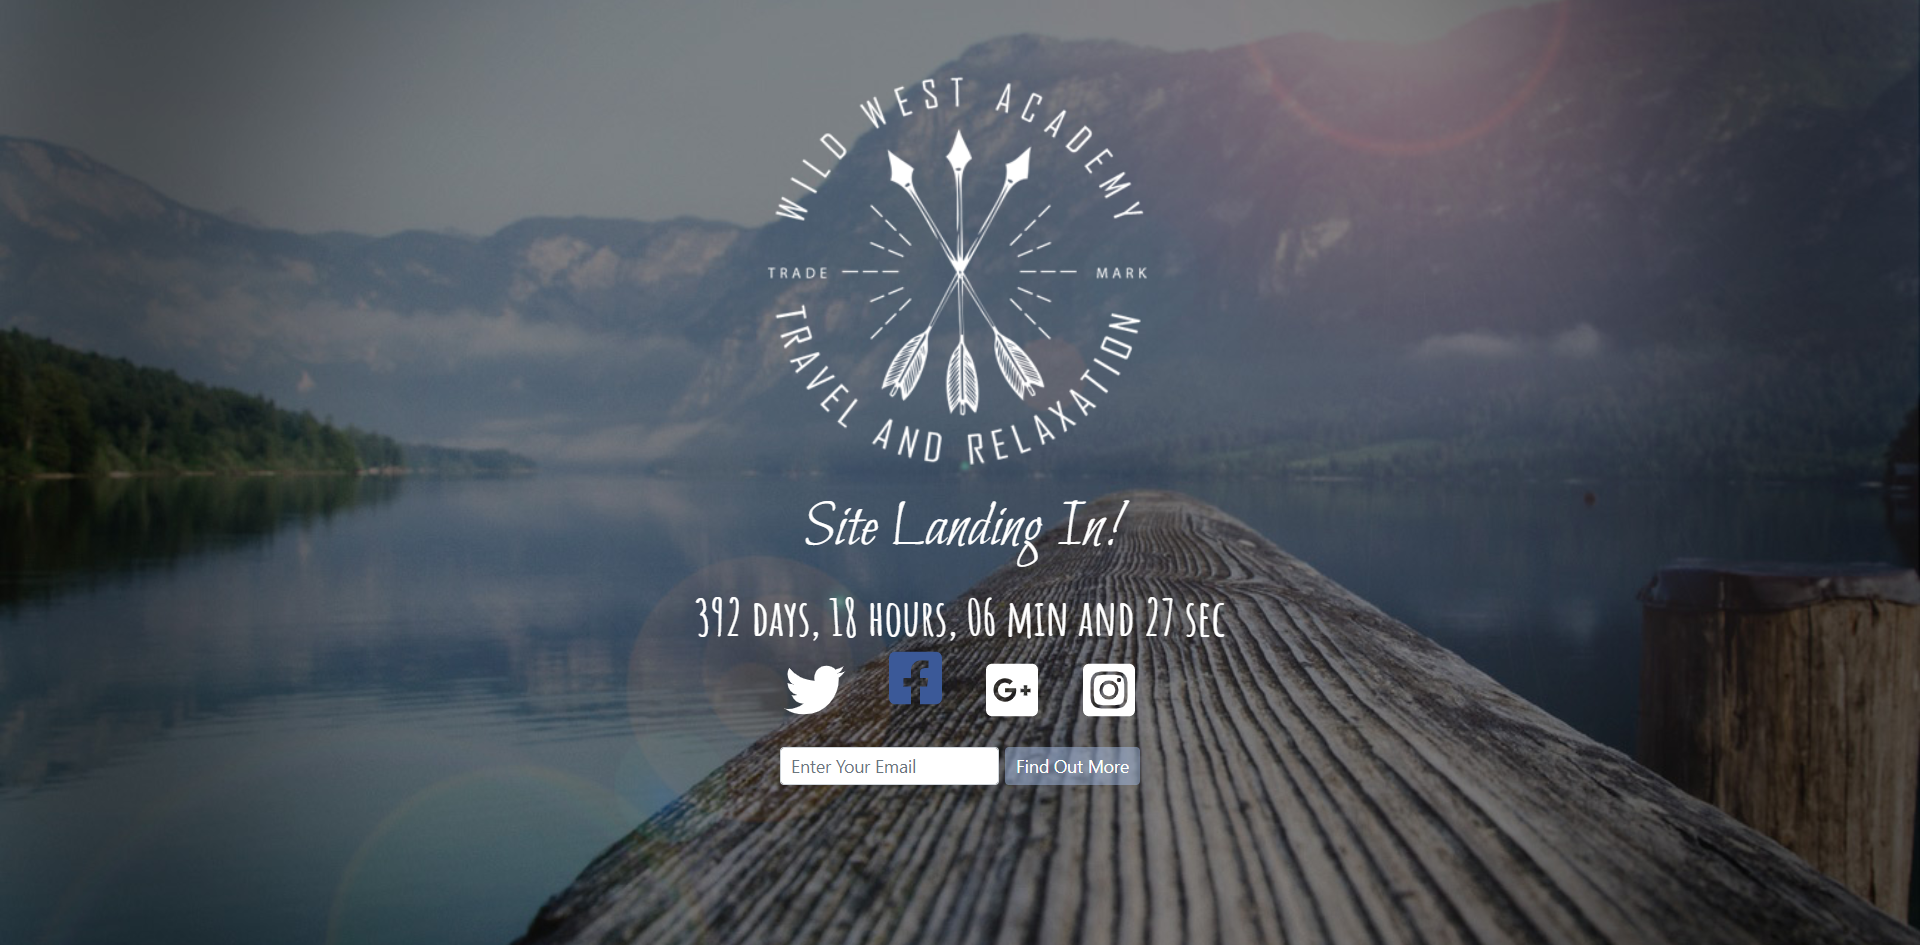 WILD WEST ACADEMY
TRADE MARK
TRAVEL AND RELAXATION
Site Landing In!
392 days, 18 hours, 06 min and 27 sec
G+
Enter Your Email
Find Out More